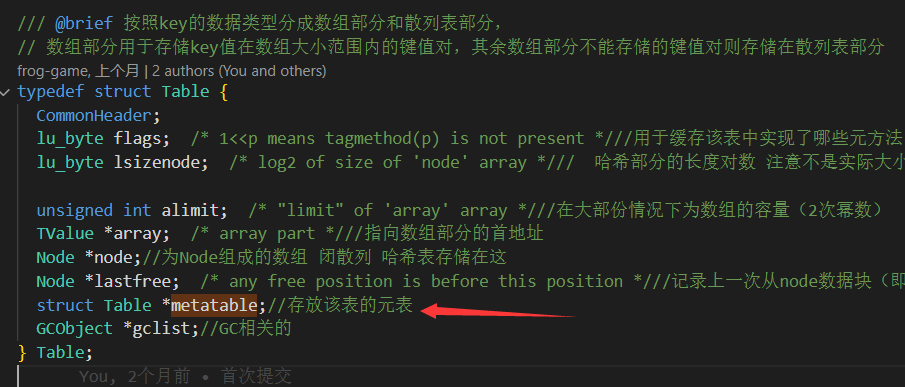 /// @brief 按照key的数据类型分成数组部分和散列表部分，
// 数组部分用于存储key值在数组大小范围内的键值对，其余数组部分不能存储的键值对则存储在散列表部分
frog-game, 上个月 | 2 authors (You and others)
typedef struct Table {
CommonHeader;
lu_byte flags;  /* 1<<p means tagmethod(p) is not present *///用于缓存该表中实现了哪些元方法
lu_byte lsizenode;  /* log2 of size of 'node' array *///  哈希部分的长度对数 注意不是实际大小
unsigned int alimit;  /* "limit" of 'array' array *///在大部份情况下为数组的容量（2次幂数）
TValue *array;  /* array part *///指向数组部分的首地址
Node *node;//为Node组成的数组 闭散列 哈希表存储在这
Node *lastfree;  /* any free position is before this position *///记录上一次从node数据块（即
struct Table *metatable;//存放该表的元表
GCObject *gclist;//GC相关的
} Table;
You, 2个月前 • 首次提交